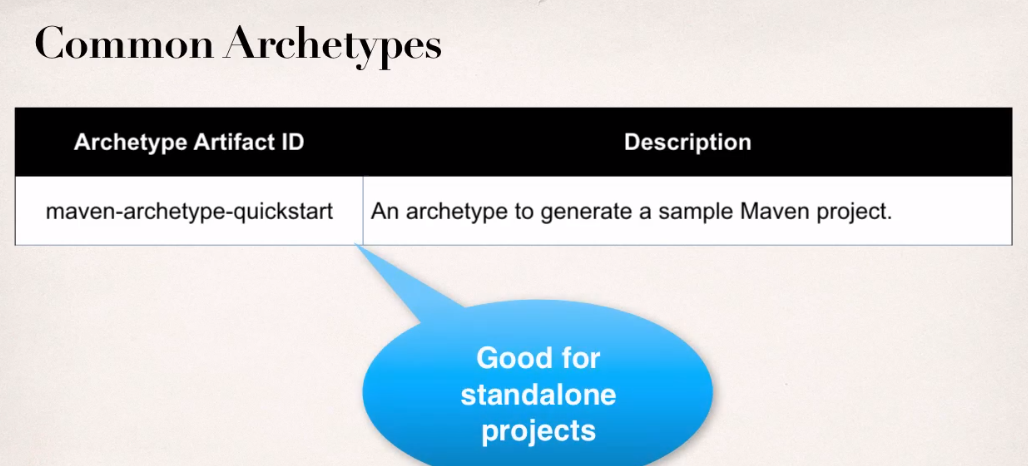 Common Archetypes
Archetype Artifact ID Description
maven-archetype-quickstart An archetype to generate a sample Maven project.
Good for
standalone
projects